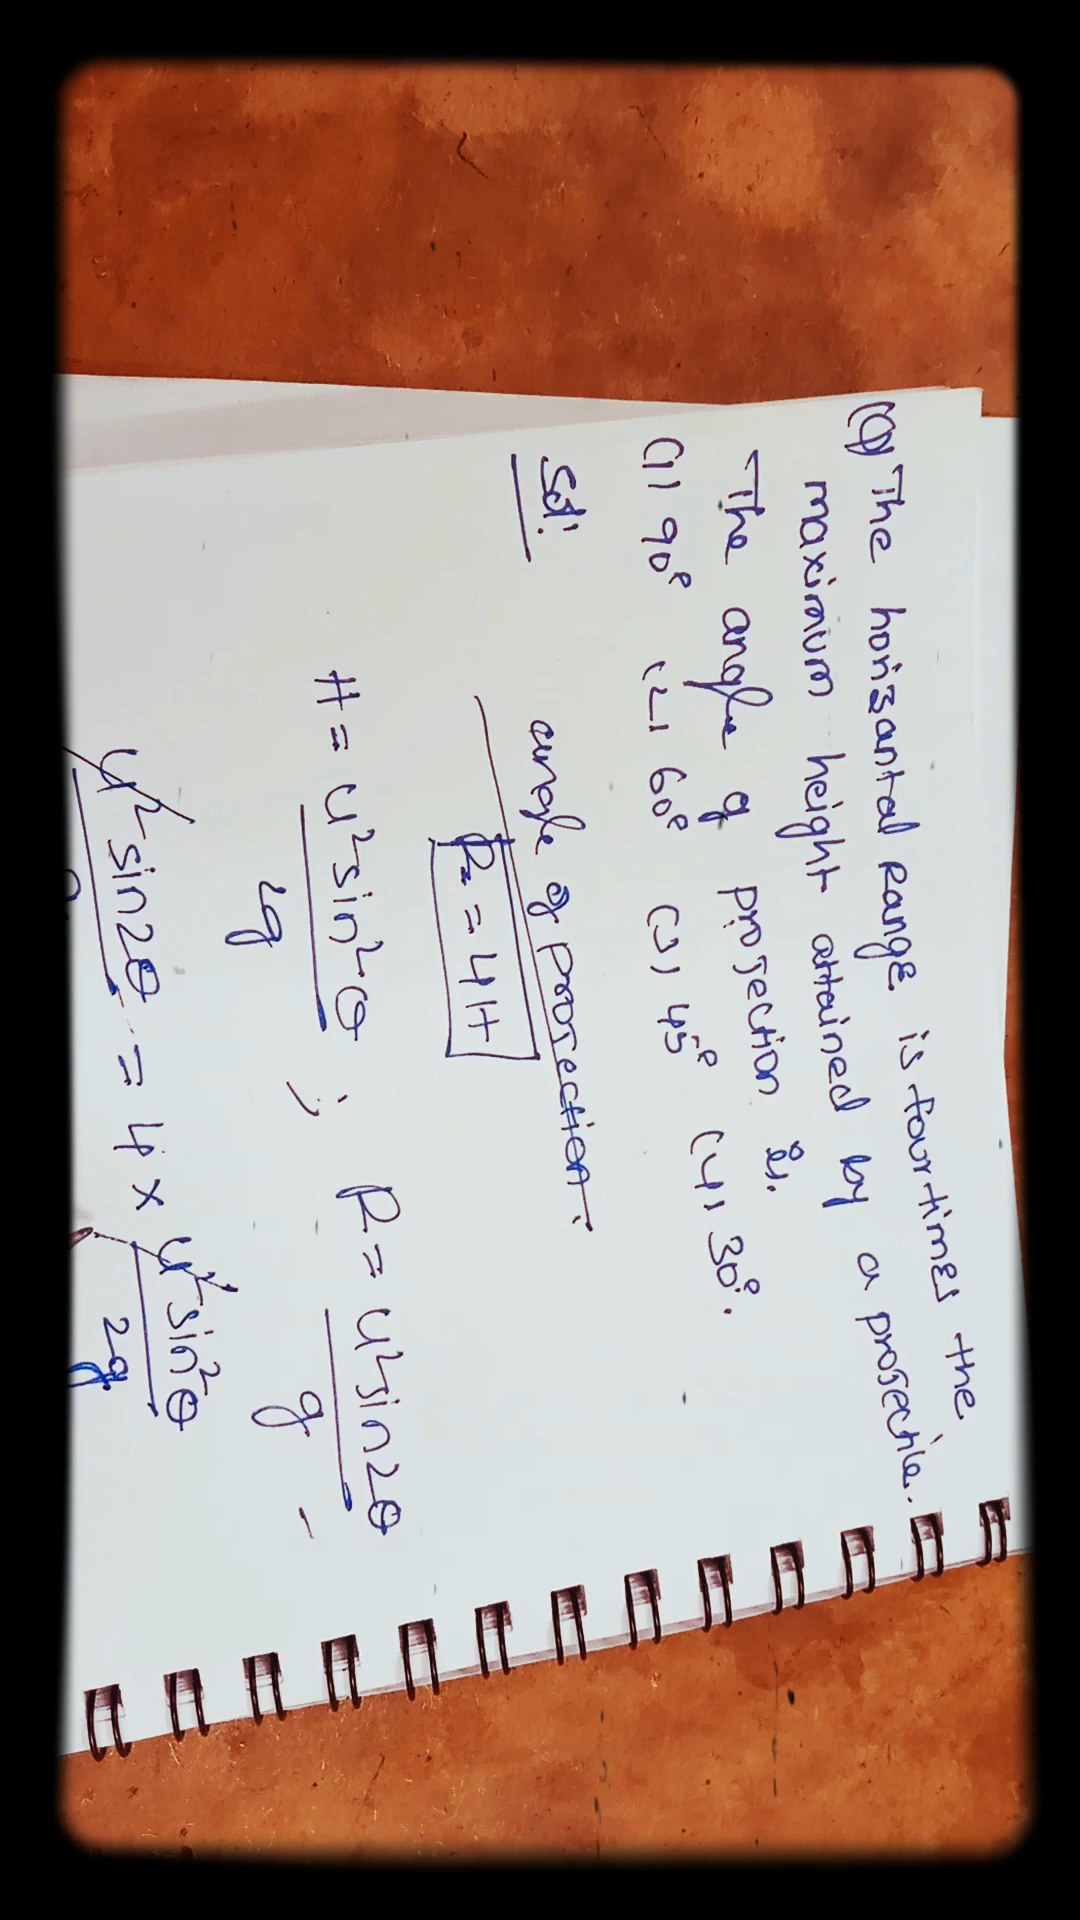 (Q) The horizantal Range is four times the
maximum height attained by a projectile.
The angle of projection is.
(1) 90° (2) 60° (3) 45° (4) 30°.
Sol:
angle of projection.
R = 4H
H = u²sin²θ / 2g ; R = u²sin2θ / g
u²sin2θ / = 4 × u²sin²θ / 2g